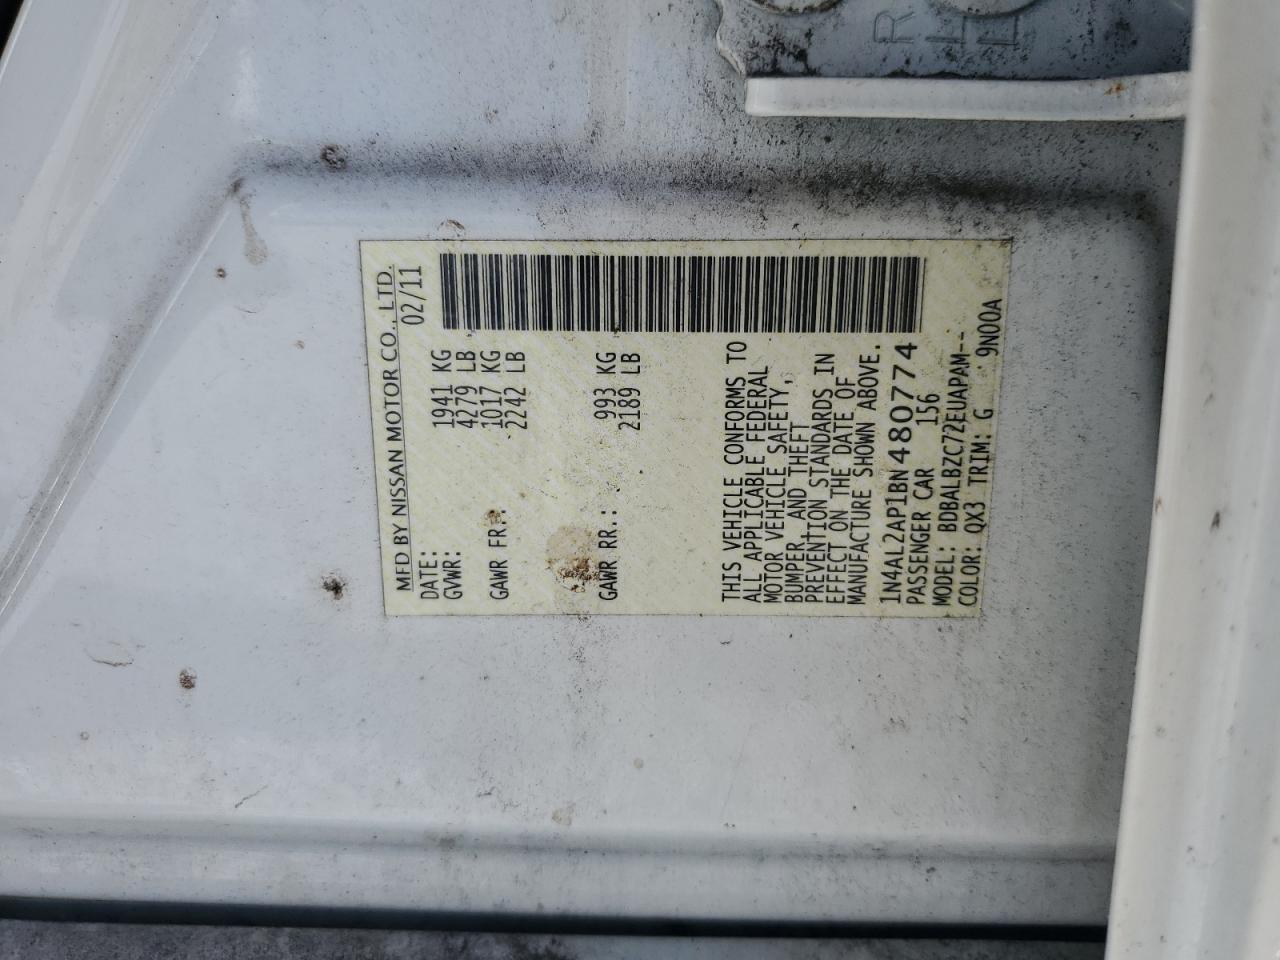 MFD BY NISSAN MOTOR CO., LTD.
DATE: 02/11
GVWR: 1941 KG
4279 LB
GAWR FR.: 1017 KG
2242 LB
GAWR RR.: 993 KG
2189 LB
THIS VEHICLE CONFORMS TO
ALL APPLICABLE FEDERAL
MOTOR VEHICLE SAFETY,
BUMPER, AND THEFT
PREVENTION STANDARDS IN
EFFECT ON THE DATE OF
MANUFACTURE SHOWN ABOVE.
1N4AL2AP1BN480774
PASSENGER CAR 156
MODEL: BDBALBZC72EUAPAM--
COLOR: QX3 TRIM: G 9N00A